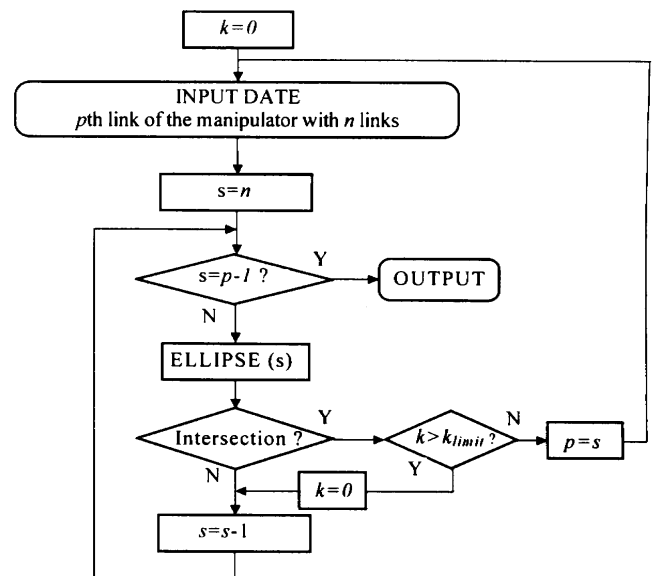 k=0
INPUT DATE
pth link of the manipulator with n links
s=n
s=p-1 ?
Y
OUTPUT
N
ELLIPSE (s)
Intersection ?
Y
k>klimit ?
N
p=s
N
Y
k=0
s=s-1